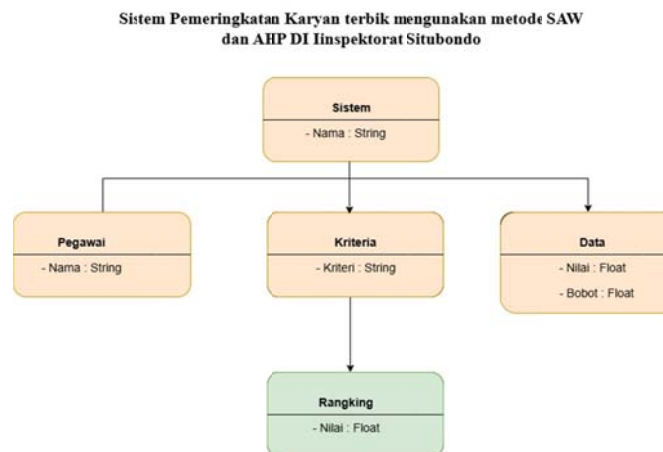 Sistem Pemeringkatan Karyan terbik mengunakan metode SAW
dan AHP DI Iinspektorat Situbondo
Sistem
- Nama : String
Pegawai
- Nama : String
Kriteria
- Kriteri : String
Data
- Nilai : Float
- Bobot : Float
Rangking
- Nilai : Float